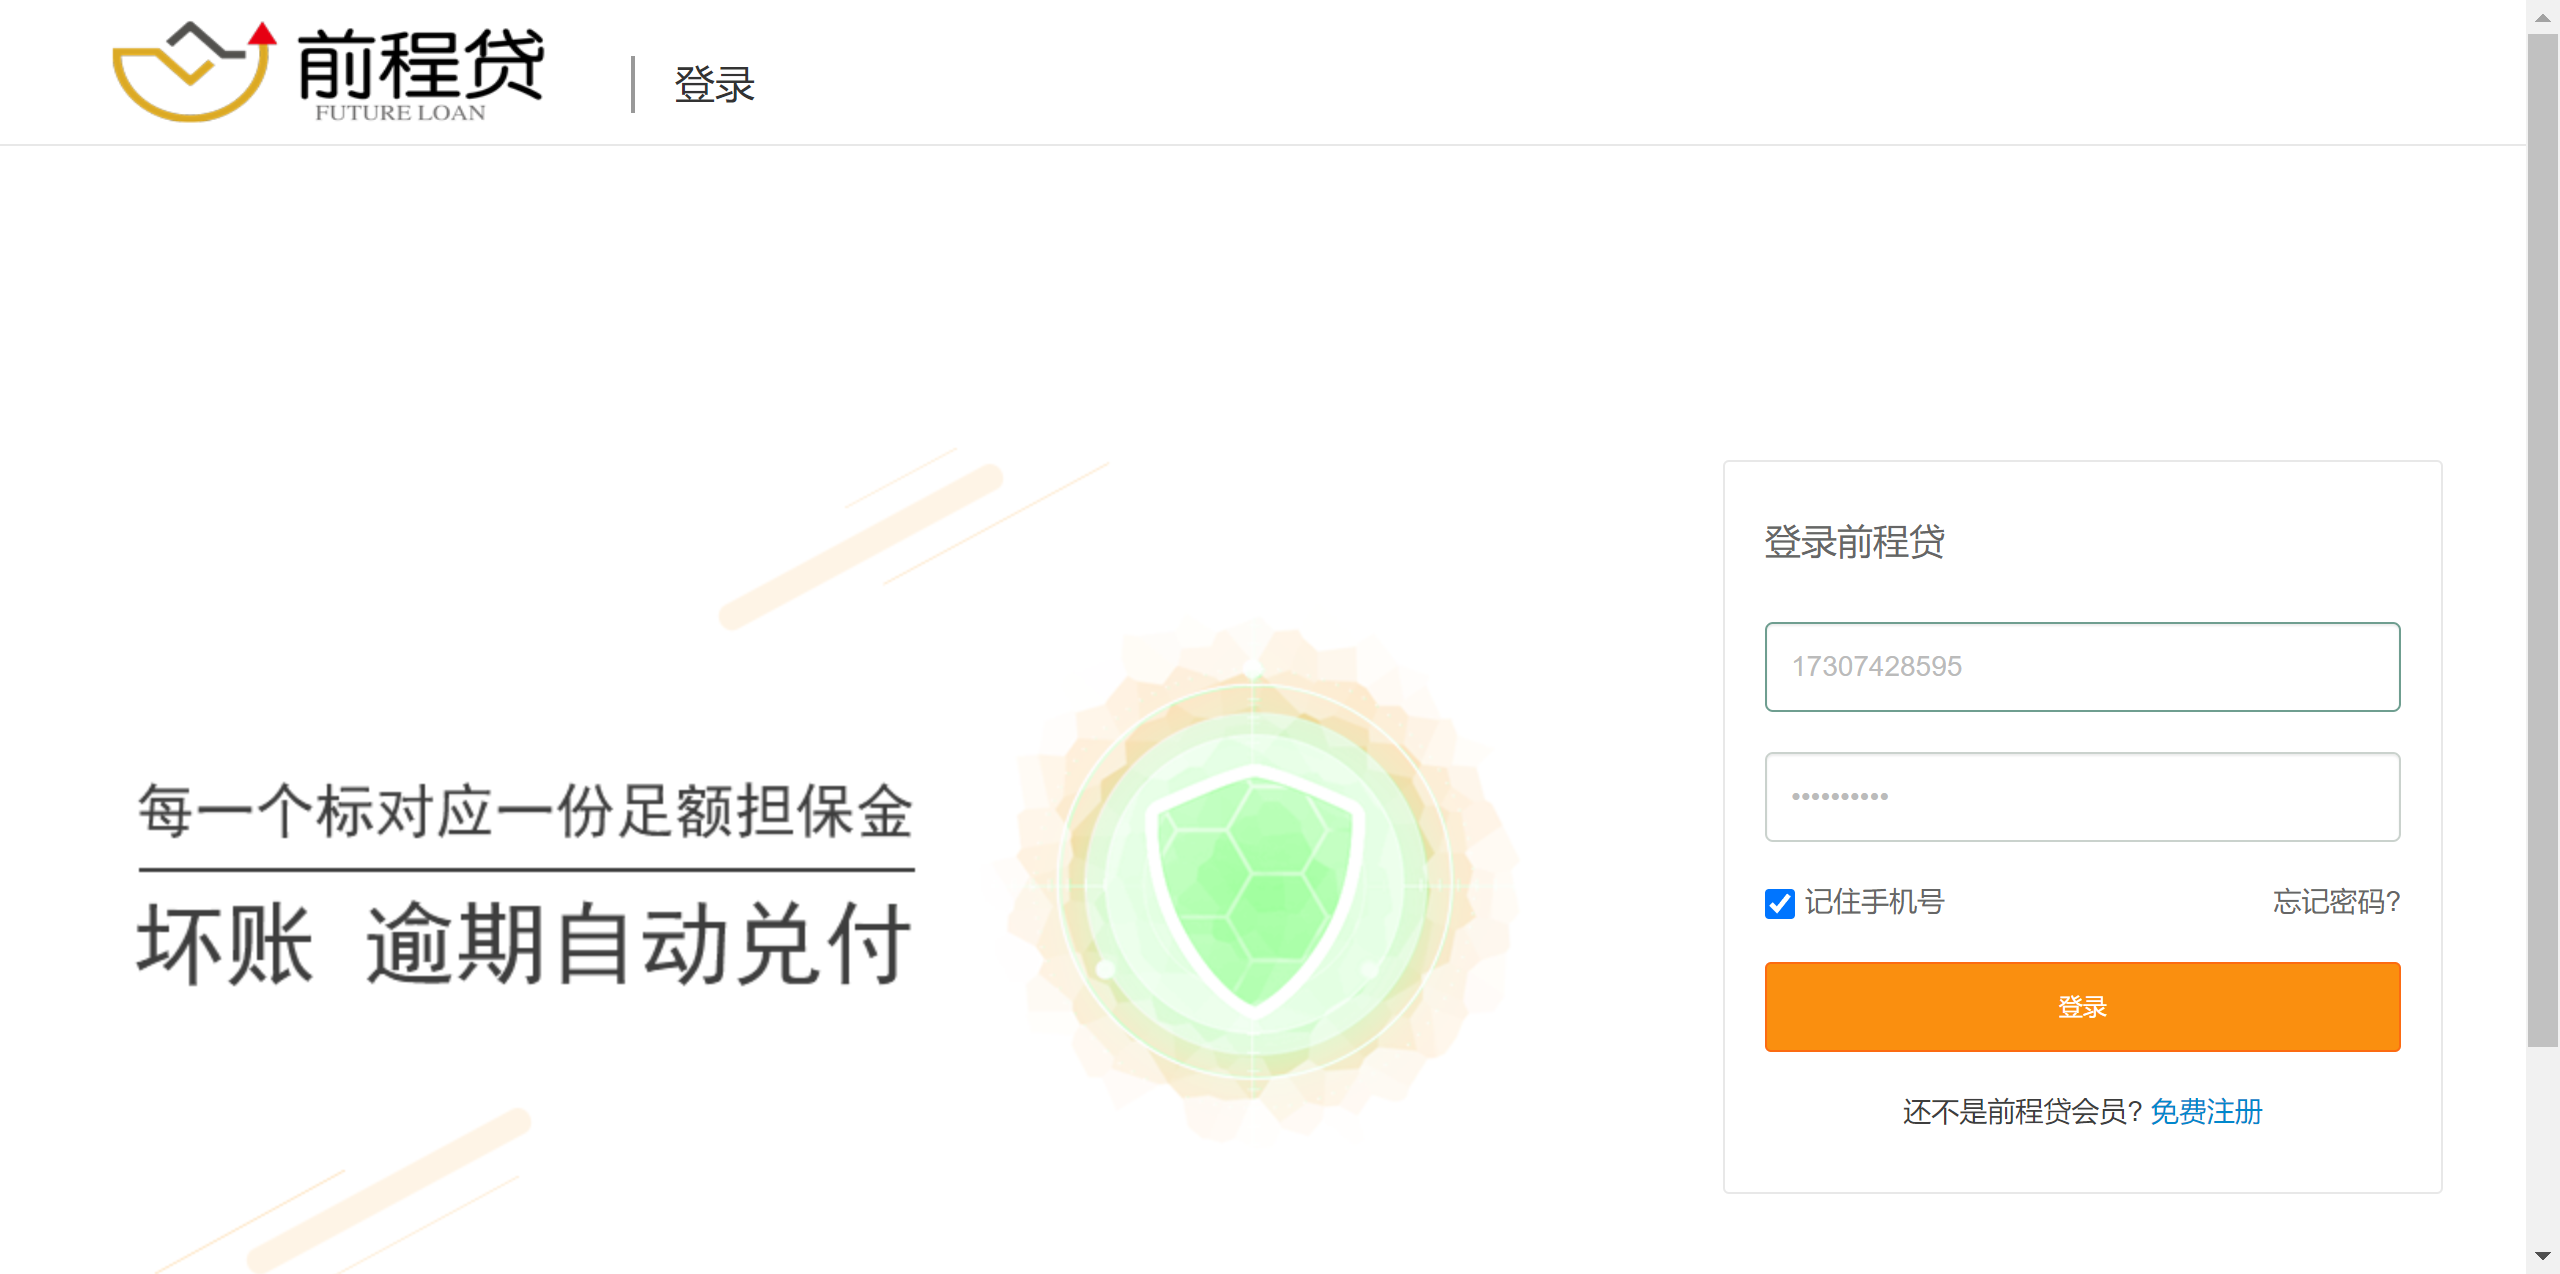 前程贷
FUTURE LOAN
登录
每一个标对应一份足额担保金
坏账 逾期自动兑付
登录前程贷
17307428595
••••••••••
记住手机号 忘记密码?
登录
还不是前程贷会员? 免费注册